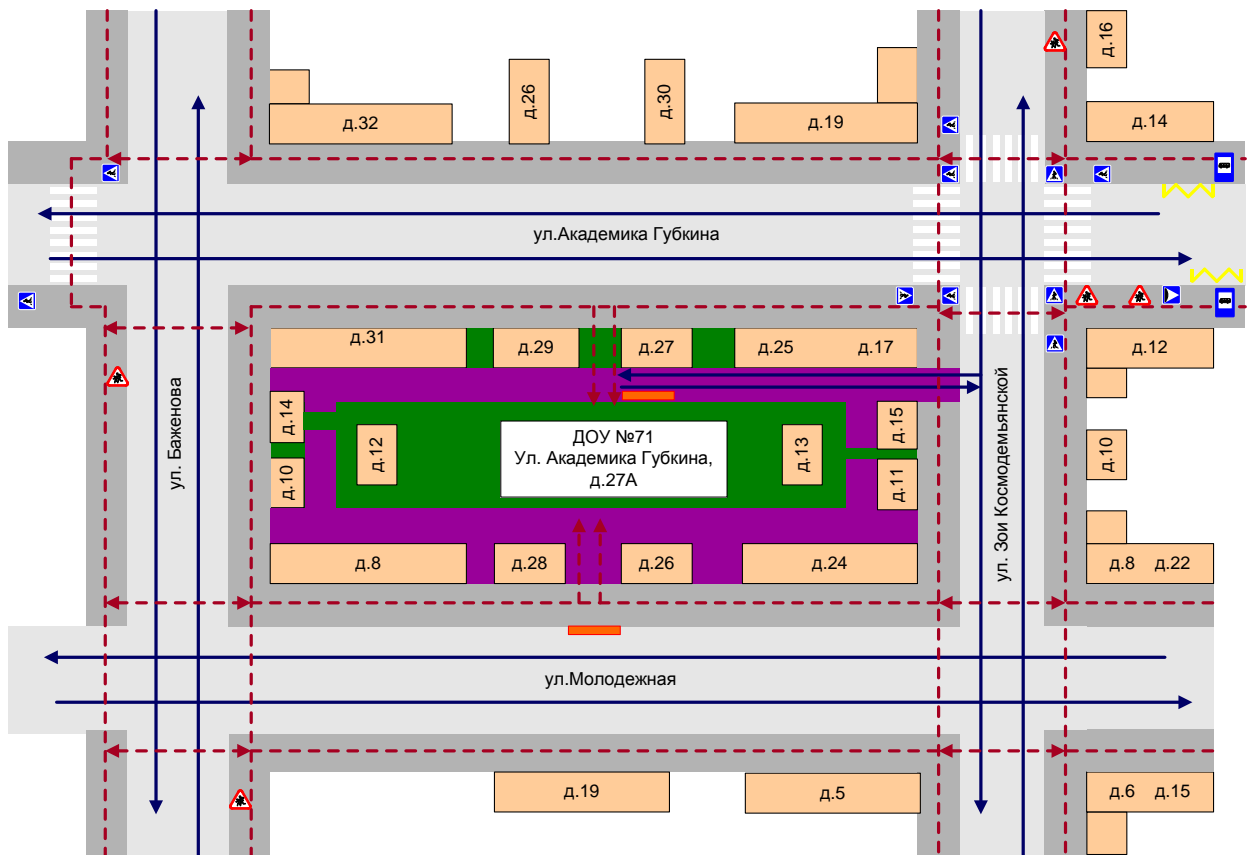 д.16
д.26
д.30
д.32
д.19
д.14
ул.Академика Губкина
д.31
д.29
д.27
д.25
д.17
д.12
д.14
д.12
ДОУ №71
Ул. Академика Губкина,
д.27А
д.13
д.15
д.10
д.10
д.11
ул. Баженова
ул. Зои Космодемьянской
д.8
д.28
д.26
д.24
д.8
д.22
ул.Молодежная
д.19
д.5
д.6
д.15